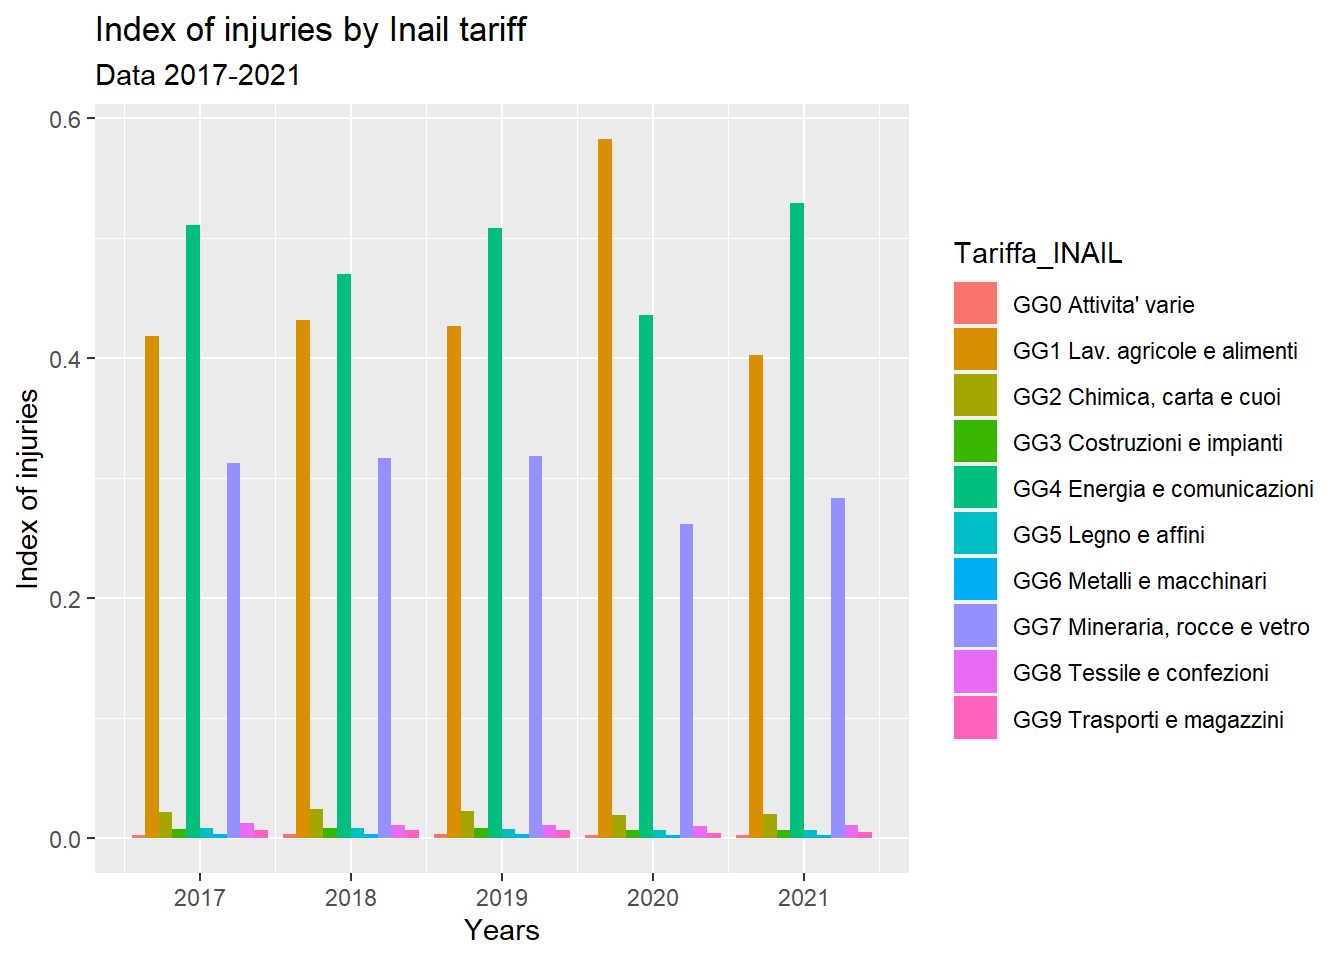 Index of injuries by Inail tariff
Data 2017-2021
Index of injuries
0.6
0.4
0.2
0.0
2017 2018 2019 2020 2021
Years
Tariffa_INAIL
GG0 Attivita' varie
GG1 Lav. agricole e alimenti
GG2 Chimica, carta e cuoi
GG3 Costruzioni e impianti
GG4 Energia e comunicazioni
GG5 Legno e affini
GG6 Metalli e macchinari
GG7 Mineraria, rocce e vetro
GG8 Tessile e confezioni
GG9 Trasporti e magazzini